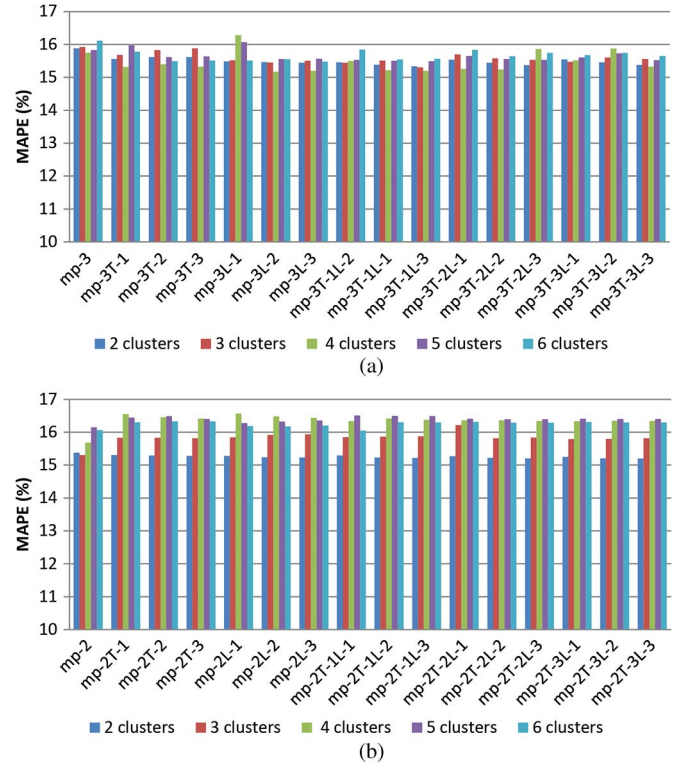 17
16
15
14
13
12
11
10
MAPE (%)
mp-3
mp-3T-1
mp-3T-2
mp-3T-3
mp-3L-1
mp-3L-2
mp-3L-3
mp-3T-1L-2
mp-3T-1L-1
mp-3T-1L-3
mp-3T-2L-1
mp-3T-2L-2
mp-3T-2L-3
mp-3T-3L-1
mp-3T-3L-2
mp-3T-3L-3
2 clusters 3 clusters 4 clusters 5 clusters 6 clusters
(a)
17
16
15
14
13
12
11
10
MAPE (%)
mp-2
mp-2T-1
mp-2T-2
mp-2T-3
mp-2L-1
mp-2L-2
mp-2L-3
mp-2T-1L-1
mp-2T-1L-2
mp-2T-1L-3
mp-2T-2L-1
mp-2T-2L-2
mp-2T-2L-3
mp-2T-3L-1
mp-2T-3L-2
mp-2T-3L-3
2 clusters 3 clusters 4 clusters 5 clusters 6 clusters
(b)